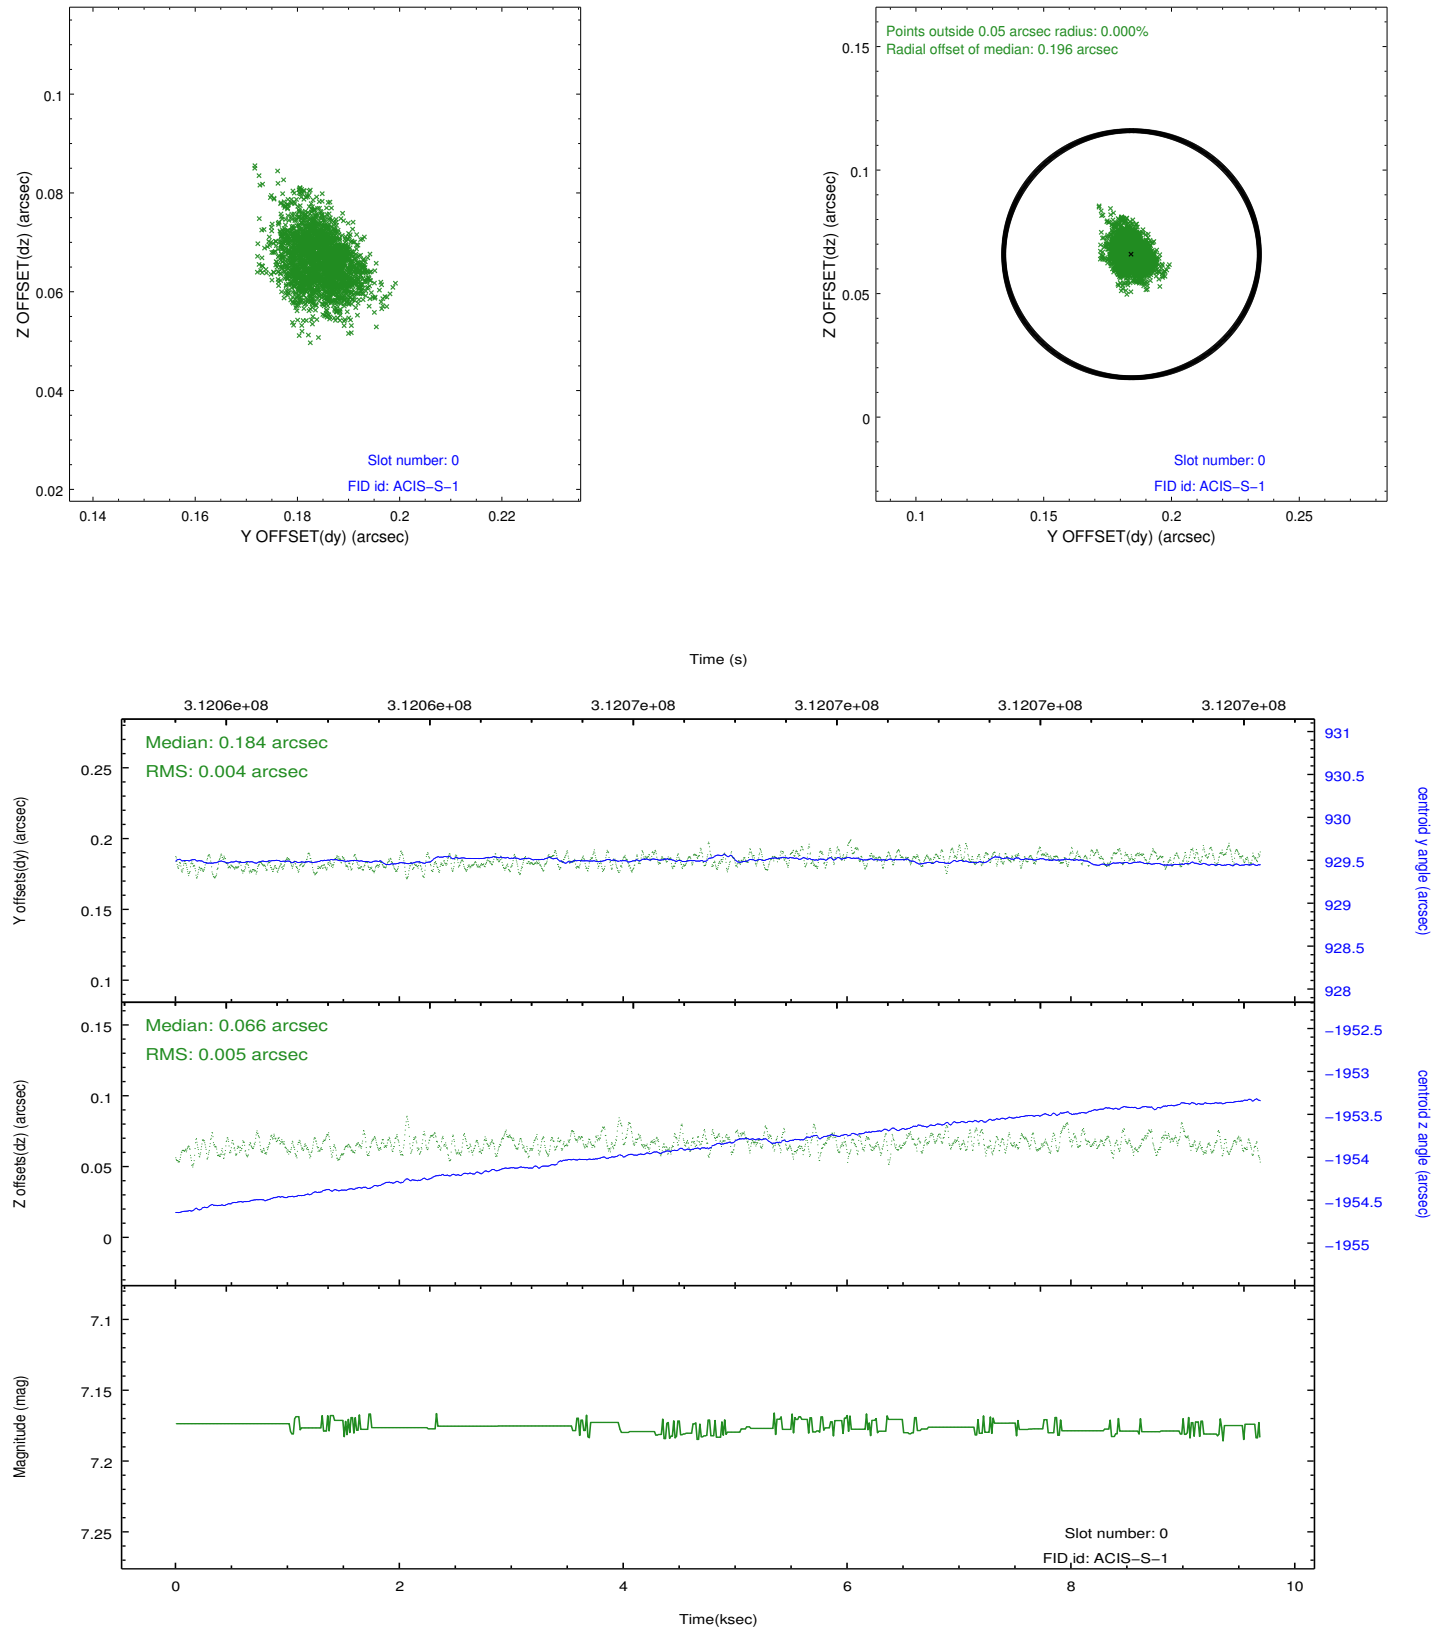 0.1
0.08
0.06
0.04
0.02
Z OFFSET(dz) (arcsec)
Slot number: 0
FID id: ACIS−S−1
0.14
0.16
0.18
0.2
0.22
Y OFFSET(dy) (arcsec)
Points outside 0.05 arcsec radius: 0.000%
Radial offset of median: 0.196 arcsec
0.15
0.1
0.05
0
Z OFFSET(dz) (arcsec)
Slot number: 0
FID id: ACIS−S−1
0.1
0.15
0.2
0.25
Y OFFSET(dy) (arcsec)
Time (s)
3.1206e+08
3.1206e+08
3.1207e+08
3.1207e+08
3.1207e+08
3.1207e+08
Median: 0.184 arcsec
RMS: 0.004 arcsec
0.25
0.2
0.15
0.1
Y offsets(dy) (arcsec)
931
930.5
930
929.5
929
928.5
928
centroid y angle (arcsec)
Median: 0.066 arcsec
RMS: 0.005 arcsec
0.15
0.1
0.05
0
Z offsets(dz) (arcsec)
−1952.5
−1953
−1953.5
−1954
−1954.5
−1955
centroid z angle (arcsec)
7.1
7.15
7.2
7.25
Magnitude (mag)
Slot number: 0
FID id: ACIS−S−1
0
2
4
6
8
10
Time(ksec)